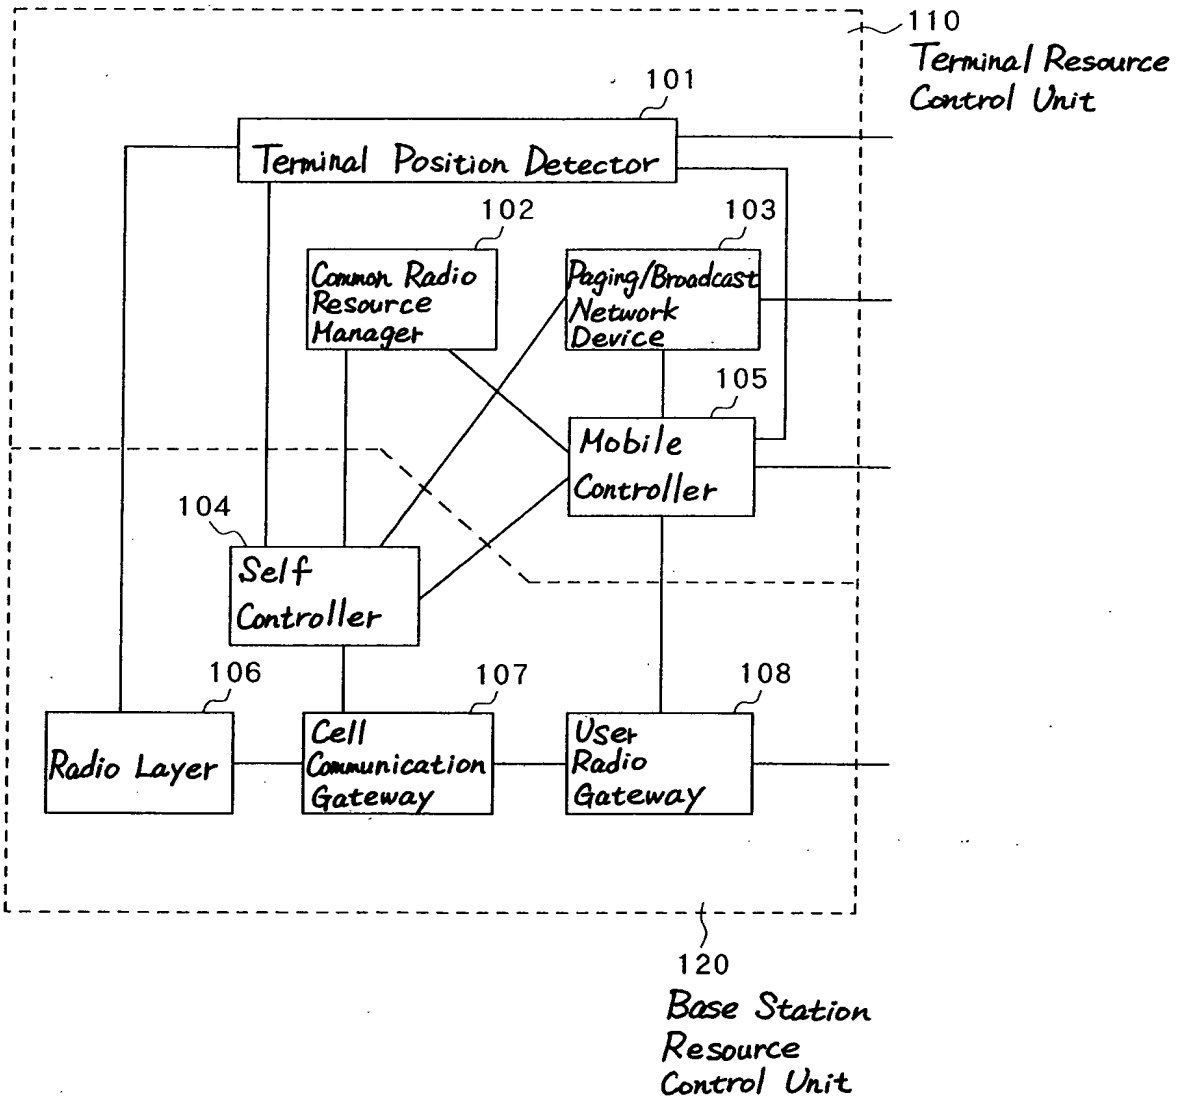 110
Terminal Resource
Control Unit
101
Terminal Position Detector
102
Common Radio
Resource
Manager
103
Paging/Broadcast
Network
Device
105
Mobile
Controller
104
Self
Controller
106
Radio Layer
107
Cell
Communication
Gateway
108
User
Radio
Gateway
120
Base Station
Resource
Control Unit